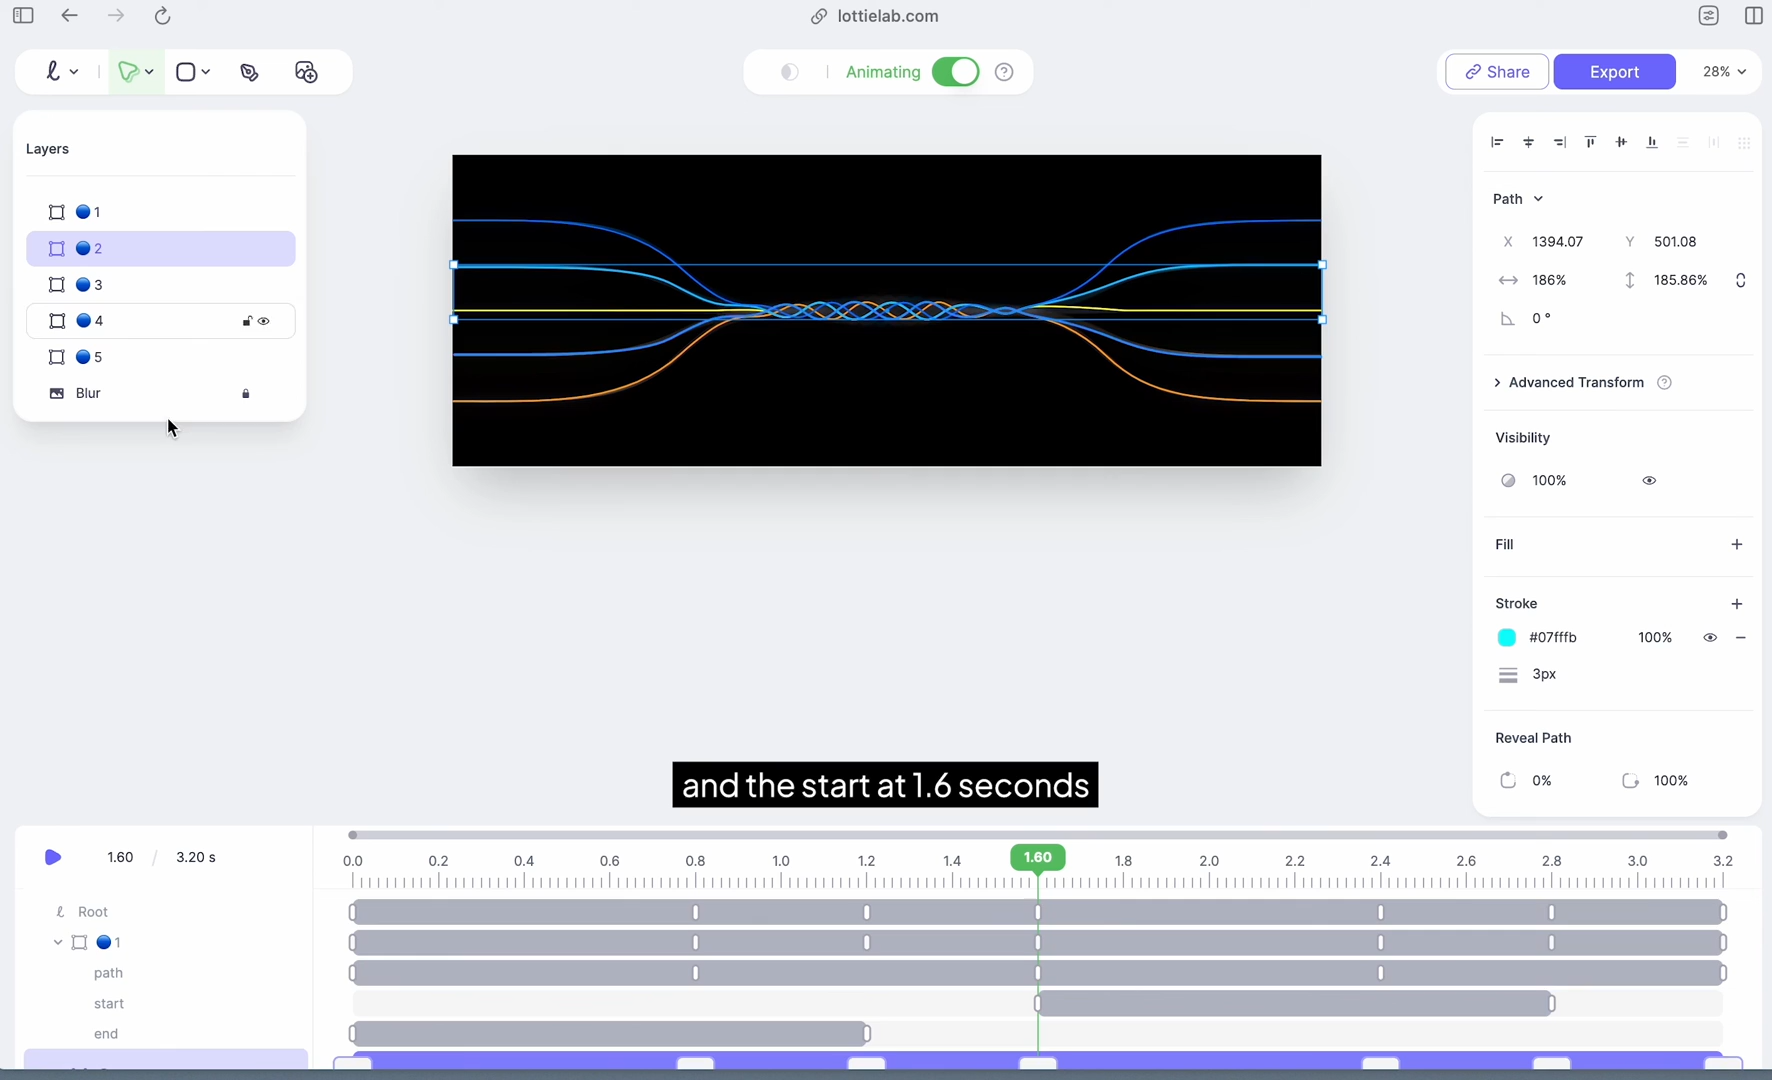 lottielab.com
Animating
Share
Export
28%
Layers
1
2
3
4
5
Blur
Path
X 1394.07 Y 501.08
186% 185.86%
0 °
Advanced Transform
Visibility
100%
Fill
Stroke
#07fffb 100%
3px
Reveal Path
0% 100%
and the start at 1.6 seconds
1.60 / 3.20 s
0.0 0.2 0.4 0.6 0.8 1.0 1.2 1.4 1.60 1.8 2.0 2.2 2.4 2.6 2.8 3.0 3.2
Root
1
path
start
end